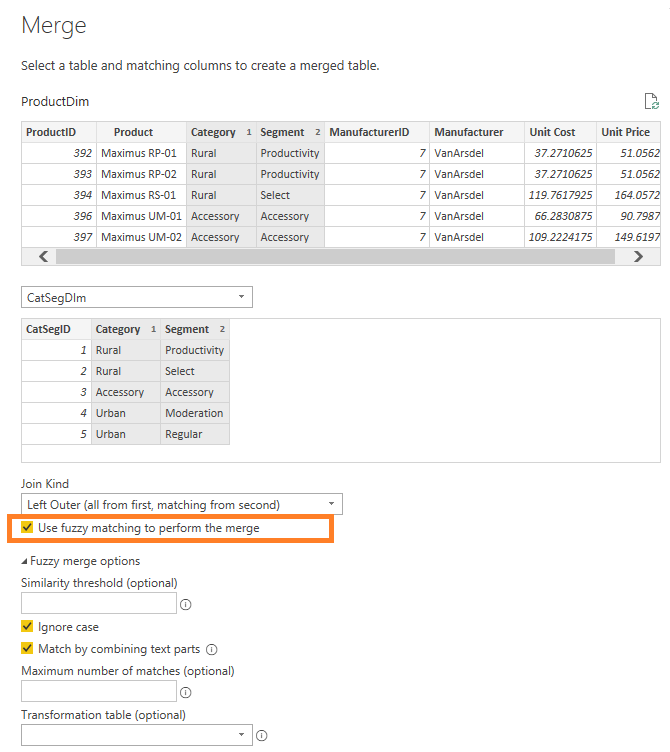 Merge
Select a table and matching columns to create a merged table.
ProductDim
ProductID Product Category 1 Segment 2 ManufacturerID Manufacturer Unit Cost Unit Price
392 Maximus RP-01 Rural Productivity 7 VanArsdel 37.2710625 51.0562
393 Maximus RP-02 Rural Productivity 7 VanArsdel 37.2710625 51.0562
394 Maximus RS-01 Rural Select 7 VanArsdel 119.7617925 164.0572
396 Maximus UM-01 Accessory Accessory 7 VanArsdel 66.2830875 90.7987
397 Maximus UM-02 Accessory Accessory 7 VanArsdel 109.2224175 149.6197
CatSegDIm
CatSegID Category 1 Segment 2
1 Rural Productivity
2 Rural Select
3 Accessory Accessory
4 Urban Moderation
5 Urban Regular
Join Kind
Left Outer (all from first, matching from second)
Use fuzzy matching to perform the merge
Fuzzy merge options
Similarity threshold (optional)
Ignore case
Match by combining text parts
Maximum number of matches (optional)
Transformation table (optional)